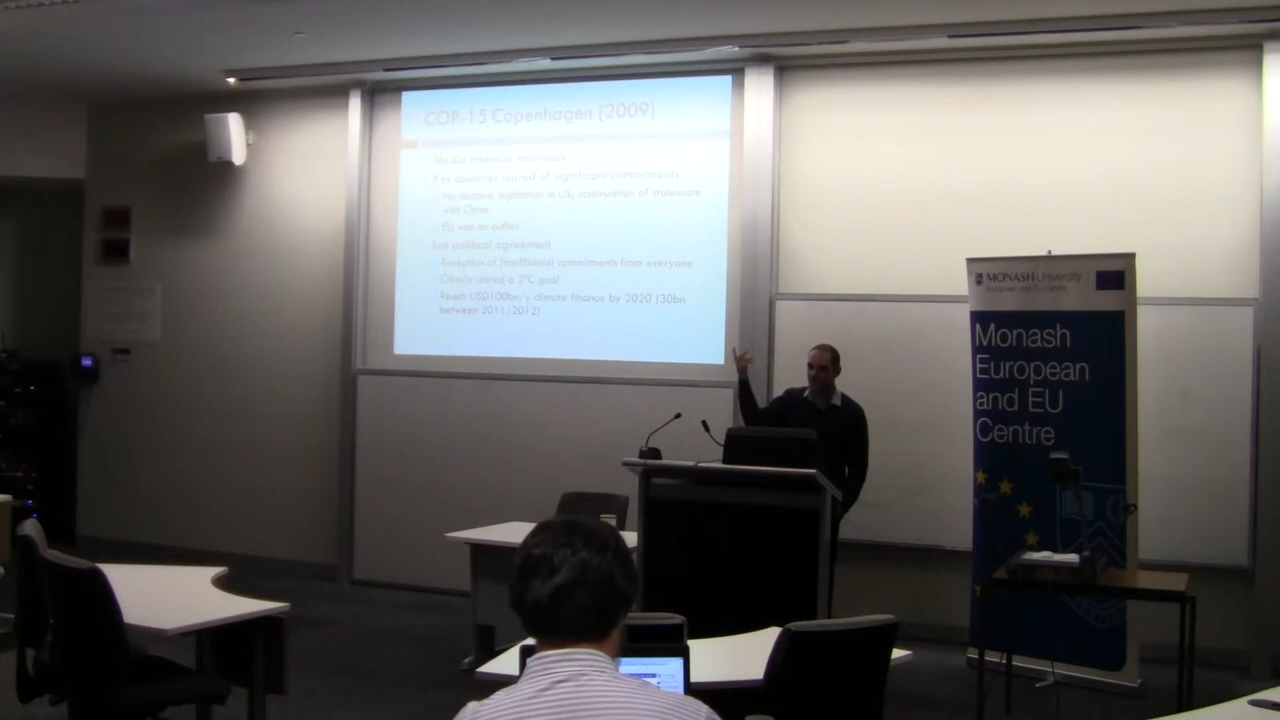 COP-15 Copenhagen (2009)
Media attention enormous
Key countries scared of significant commitments
No decisive legislation in US; continuation of stalemate
with China
EU was an outlier
Just political agreement
Reception of (insufficient) commitments from everyone
Clearly stated a 2°C goal
Reach USD100bn/y climate finance by 2020 (30bn
between 2011/2012)
MONASH University
European and EU Centre
Monash
European
and EU
Centre